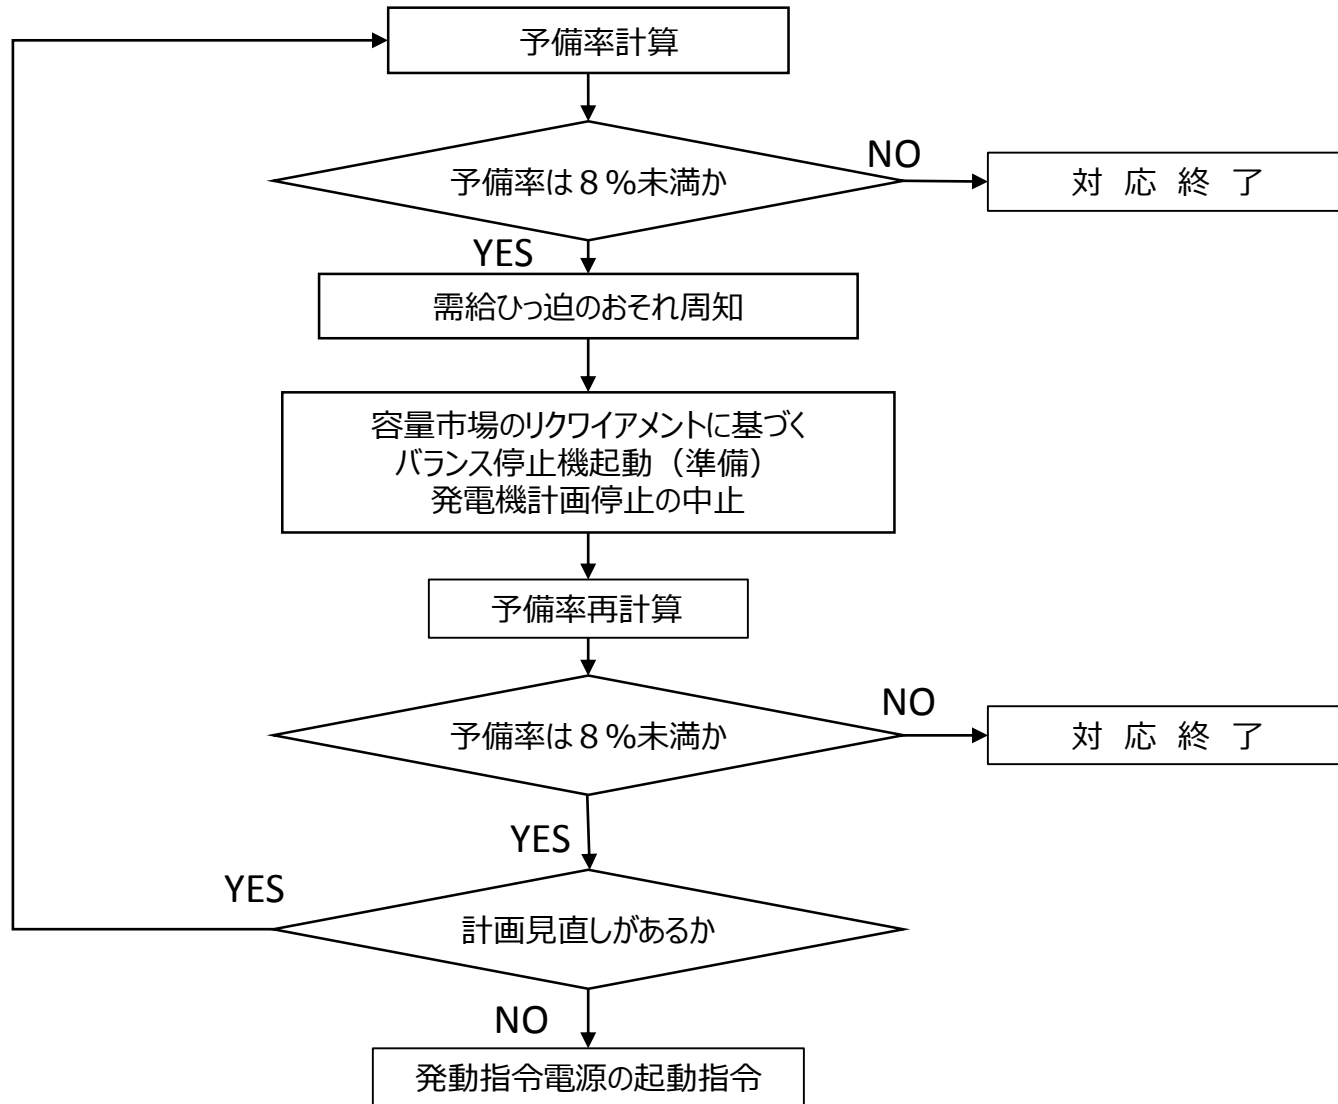 予備率計算
予備率は８％未満か
NO
対 応 終 了
YES
需給ひっ迫のおそれ周知
容量市場のリクワイアメントに基づく
バランス停止機起動（準備）
発電機計画停止の中止
予備率再計算
予備率は８％未満か
NO
対 応 終 了
YES
YES
計画見直しがあるか
NO
発動指令電源の起動指令